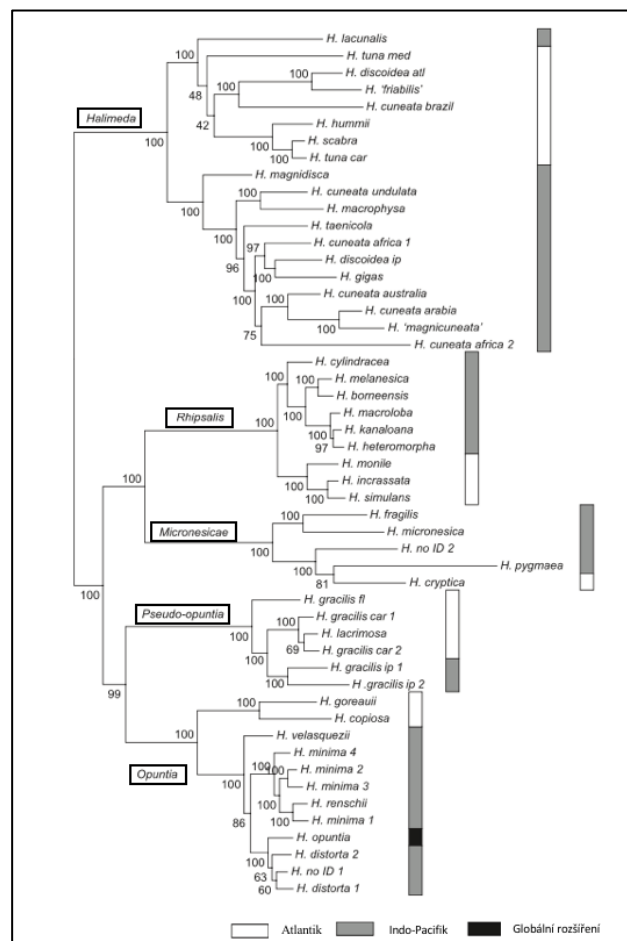 H. lacunalis
100
H. tuna med
100
H. discoidea atl
48
100
H. 'friabilis'
100
H. cuneata brazil
Halimeda
42
H. hummii
100
H. scabra
100
100
H. tuna car
H. magnidisca
100
H. cuneata undulata
100
H. macrophysa
100
H. taenicola
97
H. cuneata africa 1
96
H. discoidea ip
100
100
H. gigas
H. cuneata australia
100
H. cuneata arabia
75
100
H. 'magnicuneata'
H. cuneata africa 2
H. cylindracea
100
100
H. melanesica
H. borneensis
100
H. macroloba
Rhipsalis
100
H. kanaloana
97
H. heteromorpha
100
H. monile
100
H. incrassata
100
100
H. simulans
H. fragilis
100
Micronesicae
H. micronesica
100
H. no ID 2
100
H. pygmaea
81
H. cryptica
100
H. gracilis fl
Pseudo-opuntia
H. gracilis car 1
100
H. lacrimosa
100
69
H. gracilis car 2
100
H. gracilis ip 1
99
100
H .gracilis ip 2
H. goreauii
100
H. copiosa
100
H. velasquezii
H. minima 4
100
100
H. minima 2
Opuntia
100
H. minima 3
100
H. renschii
86
100
H. minima 1
H. opuntia
100
H. distorta 2
63
H. no ID 1
60
H. distorta 1
Atlantik
Indo-Pacifik
Globální rozšíření